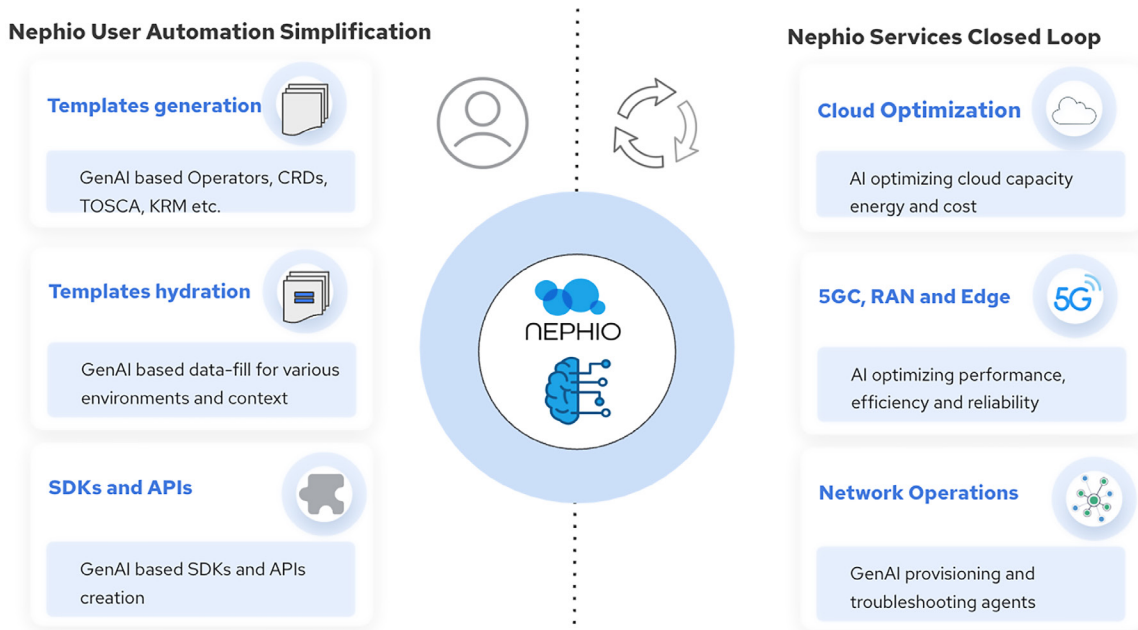 Nephio User Automation Simplification
Templates generation
GenAI based Operators, CRDs,
TOSCA, KRM etc.
Templates hydration
GenAI based data-fill for various
environments and context
SDKs and APIs
GenAI based SDKs and APIs
creation
NEPHIO
Nephio Services Closed Loop
Cloud Optimization
AI optimizing cloud capacity
energy and cost
5GC, RAN and Edge
5G
AI optimizing performance,
efficiency and reliability
Network Operations
GenAI provisioning and
troubleshooting agents